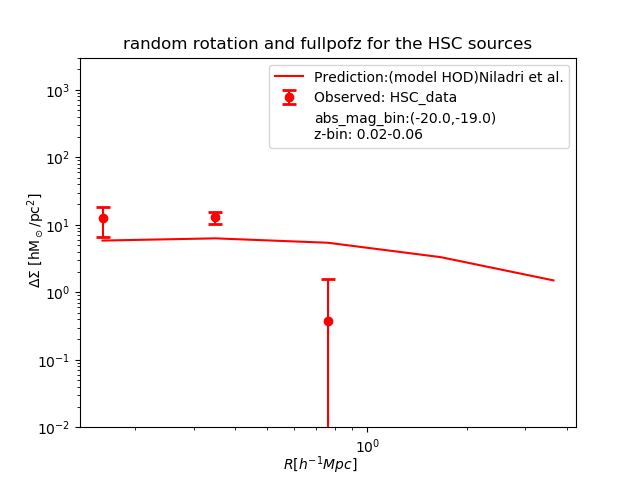 random rotation and fullpofz for the HSC sources
Prediction:(model HOD)Niladri et al.
Observed: HSC_data
abs_mag_bin:(-20.0,-19.0)
z-bin: 0.02-0.06
ΔΣ [hM⊙/pc²]
10³
10²
10¹
10⁰
10⁻¹
10⁻²
10⁰
R[h⁻¹Mpc]